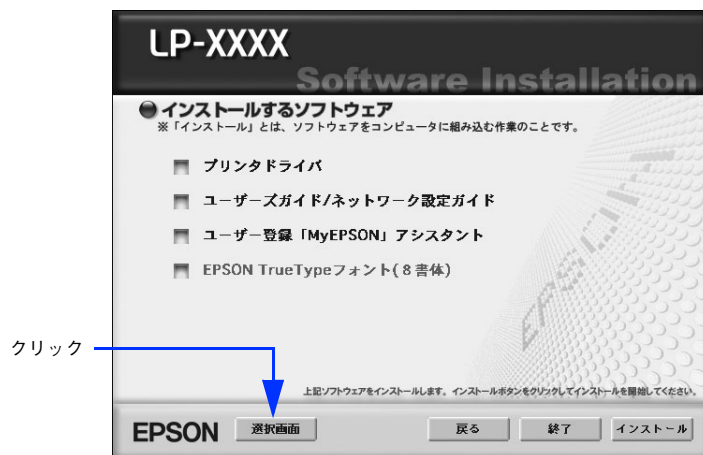 LP-XXXX
Software Installation
インストールするソフトウェア
※「インストール」とは、ソフトウェアをコンピュータに組み込む作業のことです。
プリンタドライバ
ユーザーズガイド/ネットワーク設定ガイド
ユーザー登録「MyEPSON」アシスタント
EPSON TrueTypeフォント(8書体)
EPSON
クリック
上記ソフトウェアをインストールします。インストールボタンをクリックしてインストールを開始してください。
EPSON 選択画面 戻る 終了 インストール